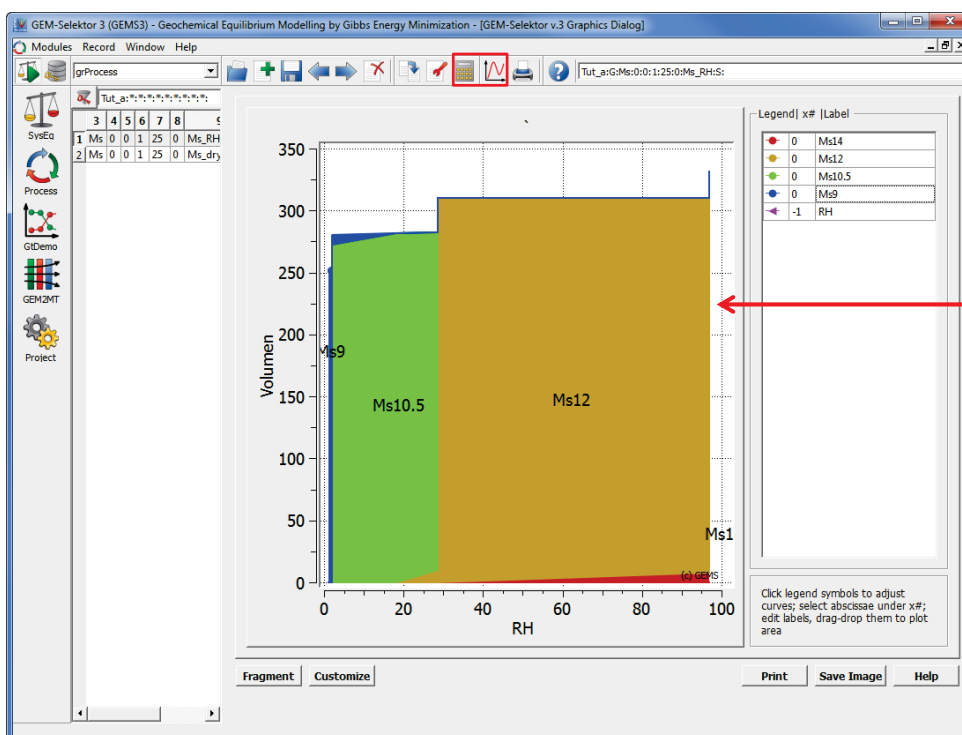 GEM-Selektor 3 (GEMS3) - Geochemical Equilibrium Modelling by Gibbs Energy Minimization - [GEM-Selektor v.3 Graphics Dialog]
Modules Record Window Help
grProcess
Tut_a:G:Ms:0:0:1:25:0:Ms_RH:S:
Tut_a:*:*:*:*:*:*:*:*:
3 4 5 6 7 8 9
1 Ms 0 0 1 25 0 Ms_RH
2 Ms 0 0 1 25 0 Ms_dry
SysEq
Process
GtDemo
GEM2MT
Project
`
350
300
250
200
150
100
50
0
Volumen
Ms9
Ms10.5
Ms12
Ms1
(c) GEMS
0 20 40 60 80 100
RH
Legend| x# |Label
0 Ms14
0 Ms12
0 Ms10.5
0 Ms9
-1 RH
Click legend symbols to adjust
curves; select abscissae under x#;
edit labels, drag-drop them to plot
area
Fragment Customize Print Save Image Help